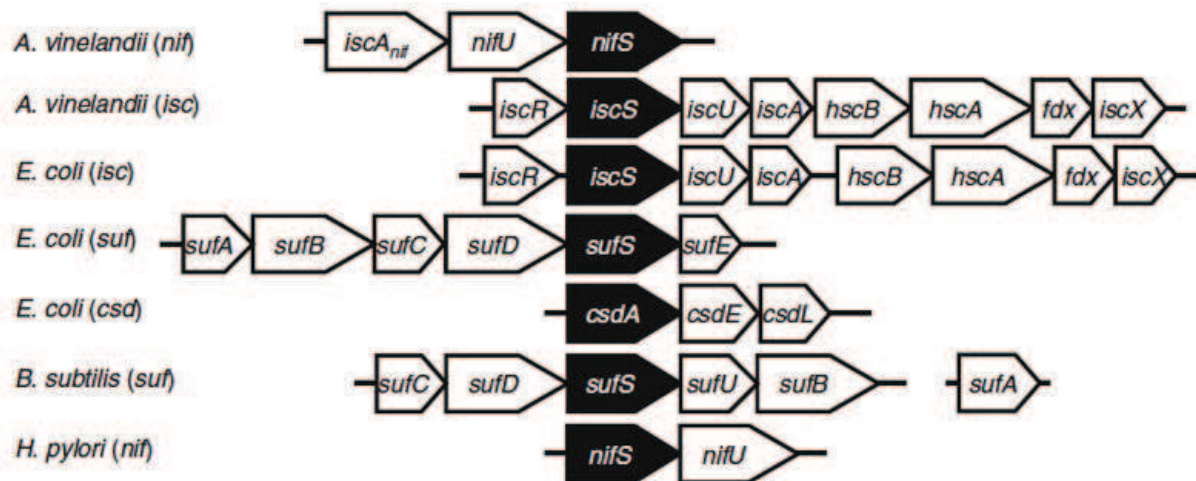 A. vinelandii (nif) iscAnif nifU nifS
A. vinelandii (isc) iscR iscS iscU iscA hscB hscA fdx iscX
E. coli (isc) iscR iscS iscU iscA hscB hscA fdx iscX
E. coli (suf) sufA sufB sufC sufD sufS sufE
E. coli (csd) csdA csdE csdL
B. subtilis (suf) sufC sufD sufS sufU sufB sufA
H. pylori (nif) nifS nifU